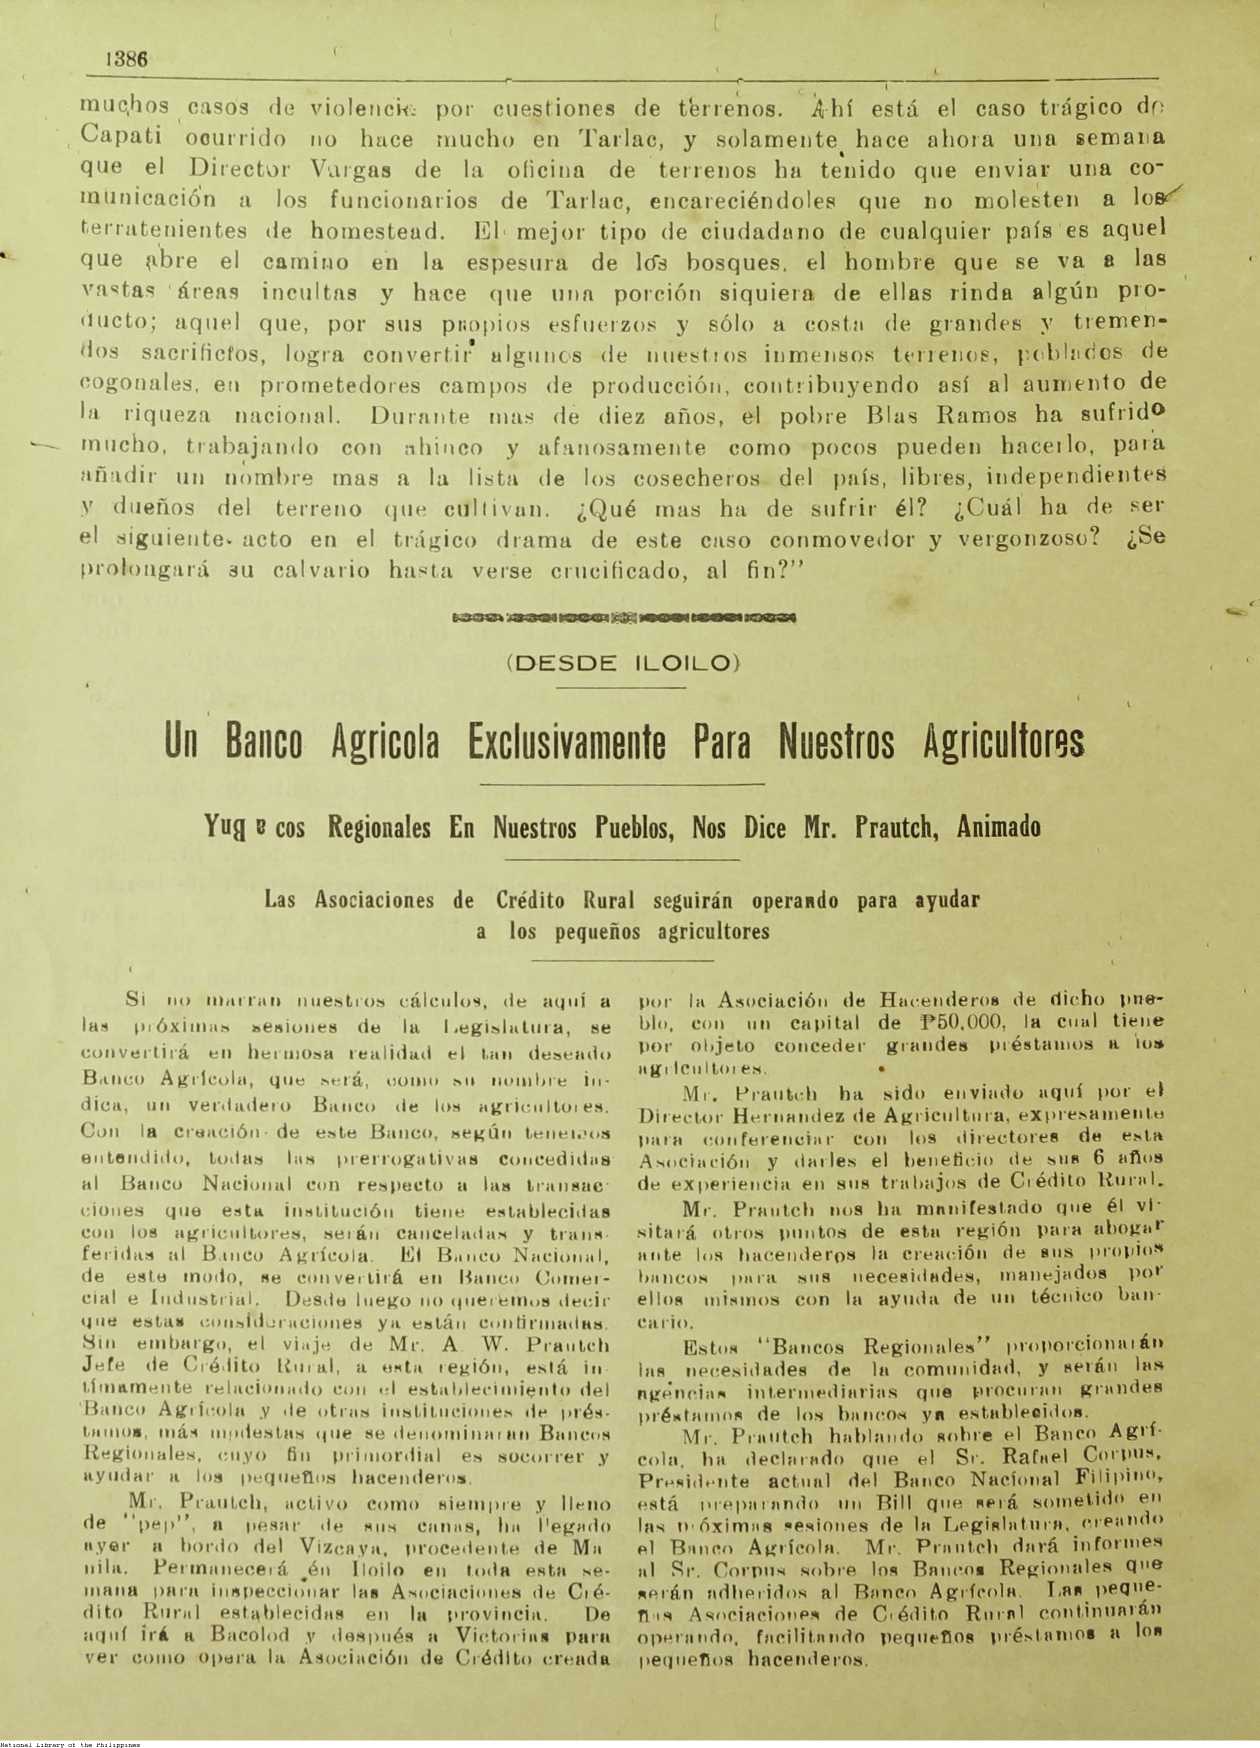 1386
muchos casos de violencia por cuestiones de terrenos. Ahí está el caso trágico de
Capati ocurrido no hace mucho en Tarlac, y solamente hace ahora una semana
que el Director Vargas de la oficina de terrenos ha tenido que enviar una co-
municación a los funcionarios de Tarlac, encareciéndoles que no molesten a los
terratenientes de homestead. El mejor tipo de ciudadano de cualquier país es aquel
que abre el camino en la espesura de los bosques, el hombre que se va a las
vastas áreas incultas y hace que una porción siquiera de ellas rinda algún pro-
ducto; aquel que, por sus propios esfuerzos y sólo a costa de grandes y tremen-
dos sacrificios, logra convertir algunos de nuestros inmensos terrenos, poblados de
cogonales, en prometedores campos de producción, contribuyendo así al aumento de
la riqueza nacional. Durante mas de diez años, el pobre Blas Ramos ha sufrido
mucho, trabajando con ahinco y afanosamente como pocos pueden hacerlo, para
añadir un nombre mas a la lista de los cosecheros del país, libres, independientes
y dueños del terreno que cultivan. ¿Qué mas ha de sufrir él? ¿Cuál ha de ser
el siguiente acto en el trágico drama de este caso conmovedor y vergonzoso? ¿Se
prolongará su calvario hasta verse crucificado, al fin?”
(DESDE ILOILO)
Un Banco Agricola Exclusivamente Para Nuestros Agricultores
cos Regionales En Nuestros Pueblos, Nos Dice Mr. Prautch, Animado
Las Asociaciones de Crédito Rural seguirán operando para ayudar
a los pequeños agricultores
Si no marran nuestros cálculos, de aquí a
las próximas sesiones de la Legislatura, se
convertirá en hermosa realidad el tan deseado
Banco Agrícola, que será, como su nombre in-
dica, un verdadero Banco de los agricultores.
Con la creación de este Banco, según tenemos
entendido, todas las prerrogativas concedidas
al Banco Nacional con respecto a las transac
ciones que esta institución tiene establecidas
con los agricultores, serán canceladas y trans-
feridas al Banco Agrícola. El Banco Nacional,
de este modo, se convertirá en Banco Comer-
cial e Industrial. Desde luego no queremos decir
que estas consideraciones ya están confirmadas.
Sin embargo, el viaje de Mr. A W. Prautch
Jefe de Crédito Rural, a esta región, está in
tímamente relacionado con el establecimiento del
Banco Agrícola y de otras instituciones de prés-
tamos, más modestas que se denominaran Bancos
Regionales, cuyo fin primordial es socorrer y
ayudar a los pequeños hacenderos.
Mr. Prautch, activo como siempre y lleno
de "pep", a pesar de sus canas, ha llegado
ayer a bordo del Vizcaya, procedente de Ma
nila. Permanecerá en Iloilo en toda esta se-
mana para inspeccionar las Asociaciones de Cré-
dito Rural establecidas en la provincia. De
aquí irá a Bacolod y después a Victorias para
ver como opera la Asociación de Crédito creada
por la Asociación de Hacenderos de dicho pue-
blo, con un capital de ₱50,000, la cual tiene
por objeto conceder grandes préstamos a los
agricultores.
Mr. Prautch ha sido enviado aquí por el
Director Hernandez de Agricultura, expresamente
para conferenciar con los directores de esta
Asociación y darles el beneficio de sus 6 años
de experiencia en sus trabajos de Crédito Rural.
Mr. Prautch nos ha manifestado que él vi-
sitará otros puntos de esta región para abogar
ante los hacenderos la creación de sus propios
bancos para sus necesidades, manejados por
ellos mismos con la ayuda de un técnico ban-
cario.
Estos "Bancos Regionales" proporcionarán
las necesidades de la comunidad, y serán las
agencias intermediarias que procuran grandes
préstamos de los bancos ya establecidos.
Mr. Prautch hablando sobre el Banco Agrí-
cola, ha declarado que el Sr. Rafael Corpus,
Presidente actual del Banco Nacional Filipino,
está preparando un Bill que será sometido en
las próximas sesiones de la Legislatura, creando
el Banco Agrícola. Mr. Prautch dará informes
al Sr. Corpus sobre los Bancos Regionales que
serán adheridos al Banco Agrícola. Las peque-
ñas Asociaciones de Crédito Rural continuarán
operando, facilitando pequeños préstamos a los
pequeños hacenderos.
National Library of the Philippines